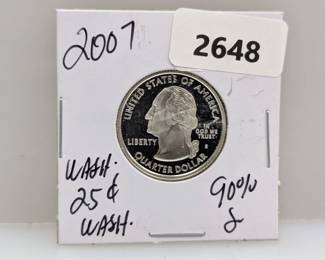 2007
2648
UNITED STATES OF AMERICA
LIBERTY
IN
GOD WE
TRUST
S
QUARTER DOLLAR
WASH.
25¢
WASH.
90%
S